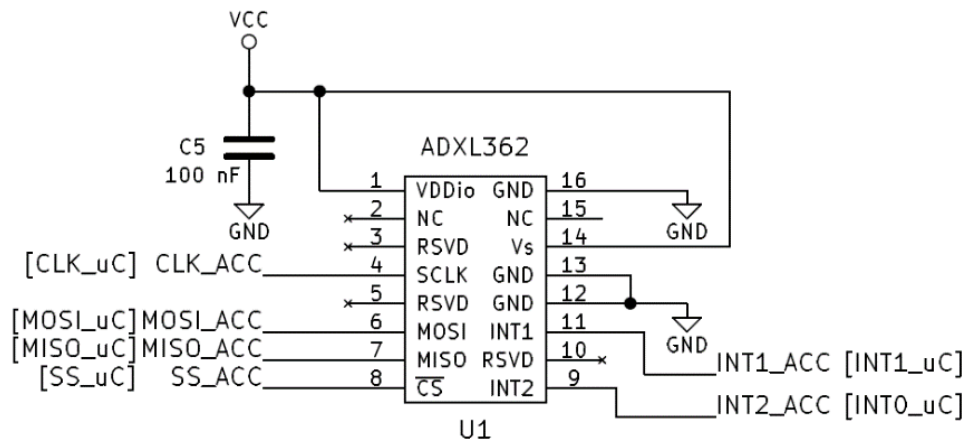 VCC
C5
100 nF
GND
ADXL362
1 VDDio GND 16
2 NC NC 15
3 RSVD Vs 14
[CLK_uC] CLK_ACC 4 SCLK GND 13
5 RSVD GND 12
[MOSI_uC] MOSI_ACC 6 MOSI INT1 11
[MISO_uC] MISO_ACC 7 MISO RSVD 10
[SS_uC] SS_ACC 8 CS INT2 9
GND
GND
INT1_ACC [INT1_uC]
INT2_ACC [INT0_uC]
U1